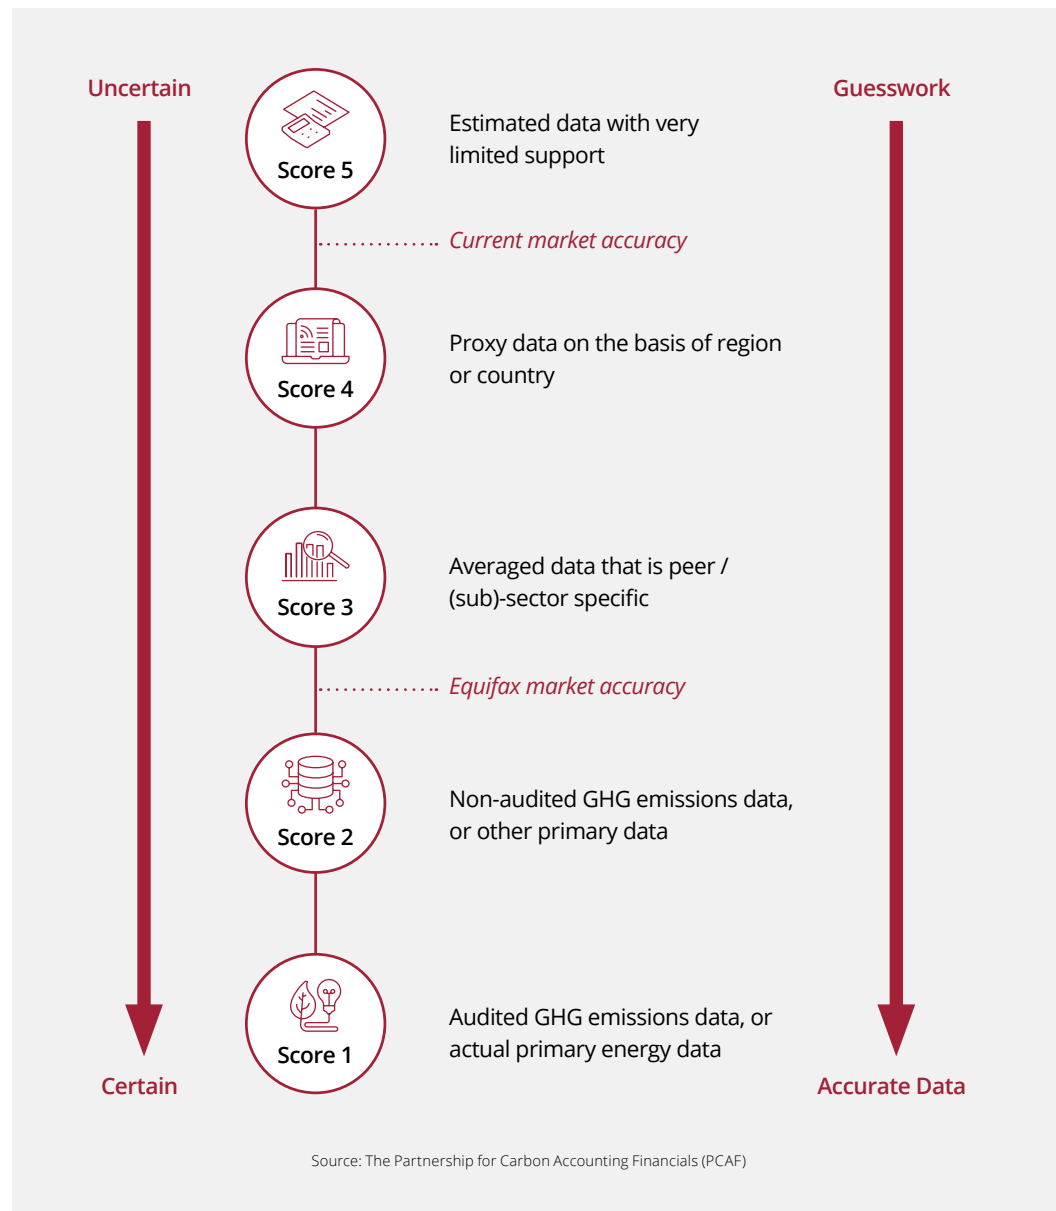 Uncertain
Guesswork
Score 5
Estimated data with very
limited support
Current market accuracy
Score 4
Proxy data on the basis of region
or country
Score 3
Averaged data that is peer /
(sub)-sector specific
Equifax market accuracy
Score 2
Non-audited GHG emissions data,
or other primary data
Score 1
Audited GHG emissions data, or
actual primary energy data
Certain
Accurate Data
Source: The Partnership for Carbon Accounting Financials (PCAF)